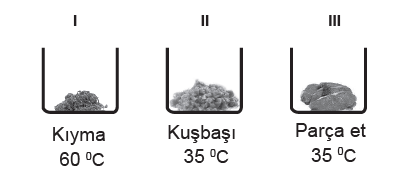 I
II
III
Kıyma
60 ⁰C
Kuşbaşı
35 ⁰C
Parça et
35 ⁰C